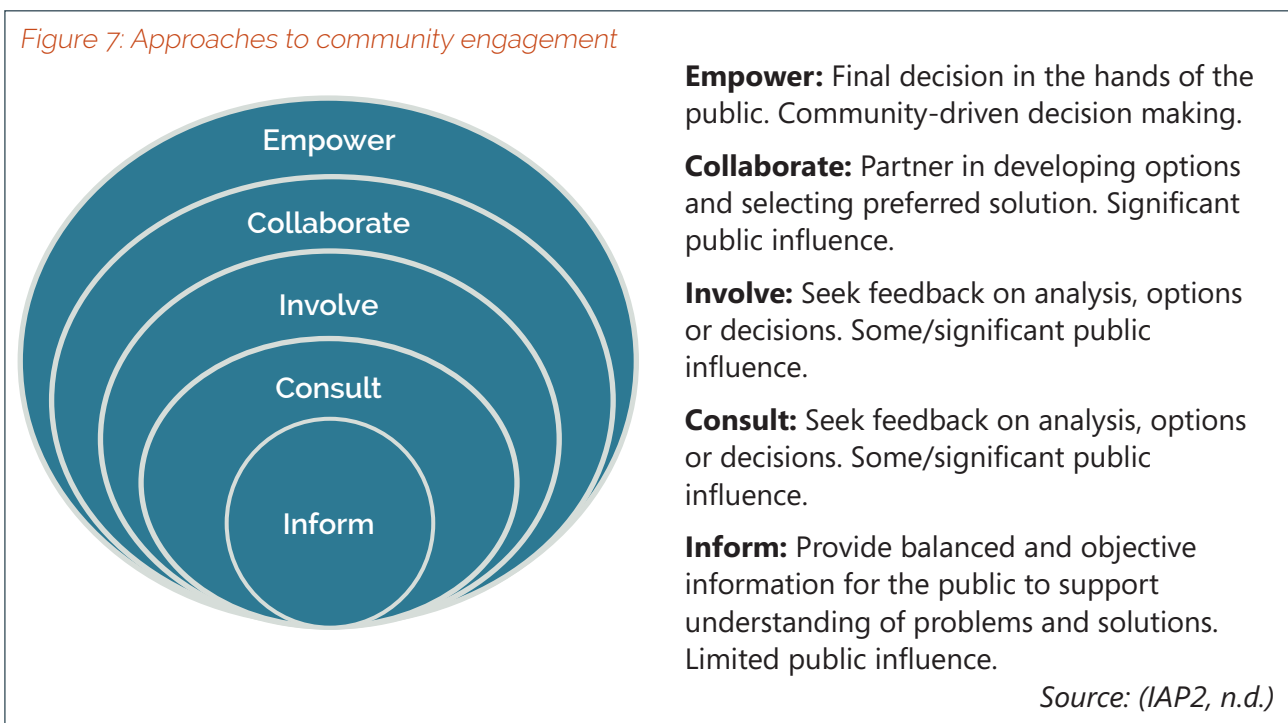 Figure 7: Approaches to community engagement
Empower
Collaborate
Involve
Consult
Inform
Empower: Final decision in the hands of the
public. Community-driven decision making.
Collaborate: Partner in developing options
and selecting preferred solution. Significant
public influence.
Involve: Seek feedback on analysis, options
or decisions. Some/significant public
influence.
Consult: Seek feedback on analysis, options
or decisions. Some/significant public
influence.
Inform: Provide balanced and objective
information for the public to support
understanding of problems and solutions.
Limited public influence.
Source: (IAP2, n.d.)